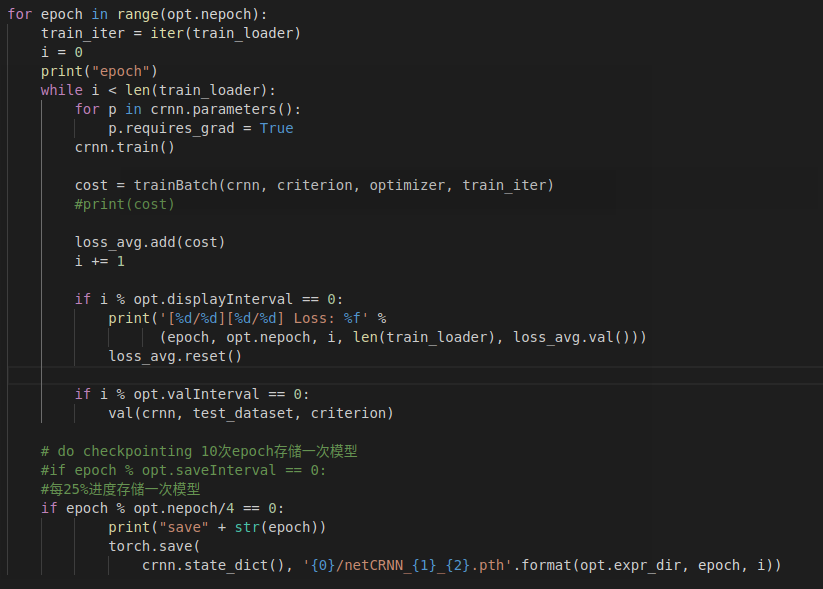 for epoch in range(opt.nepoch):
    train_iter = iter(train_loader)
    i = 0
    print("epoch")
    while i < len(train_loader):
        for p in crnn.parameters():
            p.requires_grad = True
        crnn.train()

        cost = trainBatch(crnn, criterion, optimizer, train_iter)
        #print(cost)

        loss_avg.add(cost)
        i += 1

        if i % opt.displayInterval == 0:
            print('[%d/%d][%d/%d] Loss: %f' %
                  (epoch, opt.nepoch, i, len(train_loader), loss_avg.val()))
            loss_avg.reset()

        if i % opt.valInterval == 0:
            val(crnn, test_dataset, criterion)

    # do checkpointing 10次epoch存储一次模型
    #if epoch % opt.saveInterval == 0:
    #每25%进度存储一次模型
    if epoch % opt.nepoch/4 == 0:
            print("save" + str(epoch))
            torch.save(
                crnn.state_dict(), '{0}/netCRNN_{1}_{2}.pth'.format(opt.expr_dir, epoch, i))